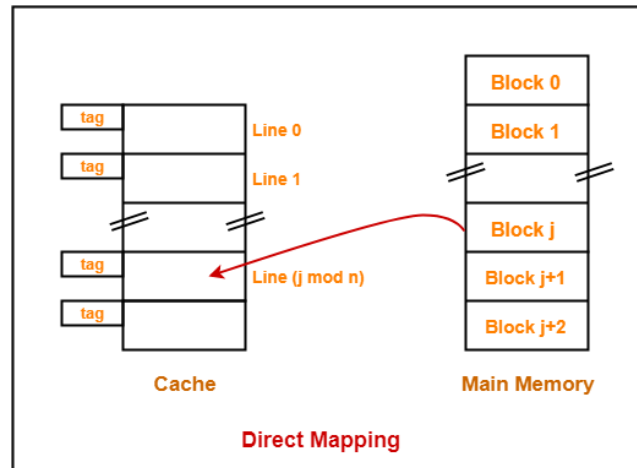 tag
Line 0
tag
Line 1
tag
Line (j mod n)
tag
Cache
Block 0
Block 1
Block j
Block j+1
Block j+2
Main Memory
Direct Mapping